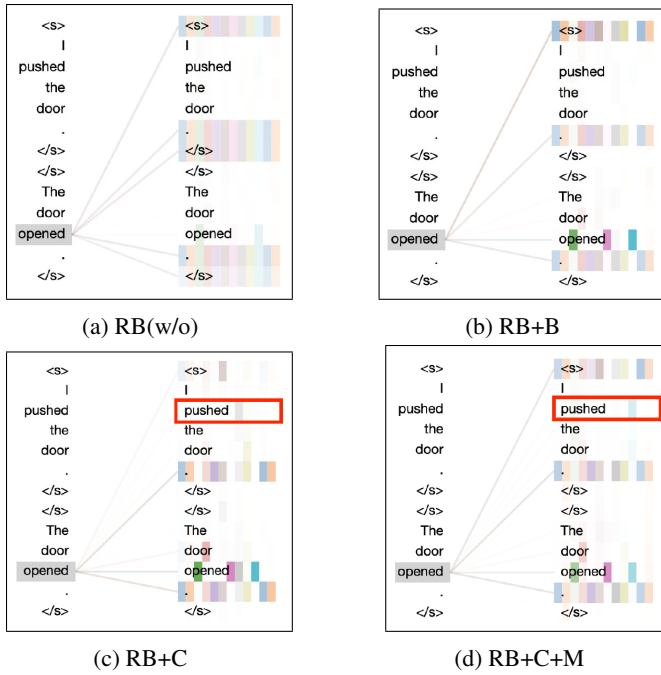 <s> <s>
I I
pushed pushed
the the
door door
. .
</s> </s>
</s> </s>
The The
door door
opened opened
. .
</s> </s>
(a) RB(w/o)
<s> <s>
I I
pushed pushed
the the
door door
. .
</s> </s>
</s> </s>
The The
door door
opened opened
. .
</s> </s>
(b) RB+B
<s> <s>
I I
pushed pushed
the the
door door
. .
</s> </s>
</s> </s>
The The
door door
opened opened
. .
</s> </s>
(c) RB+C
<s> <s>
I I
pushed pushed
the the
door door
. .
</s> </s>
</s> </s>
The The
door door
opened opened
. .
</s> </s>
(d) RB+C+M